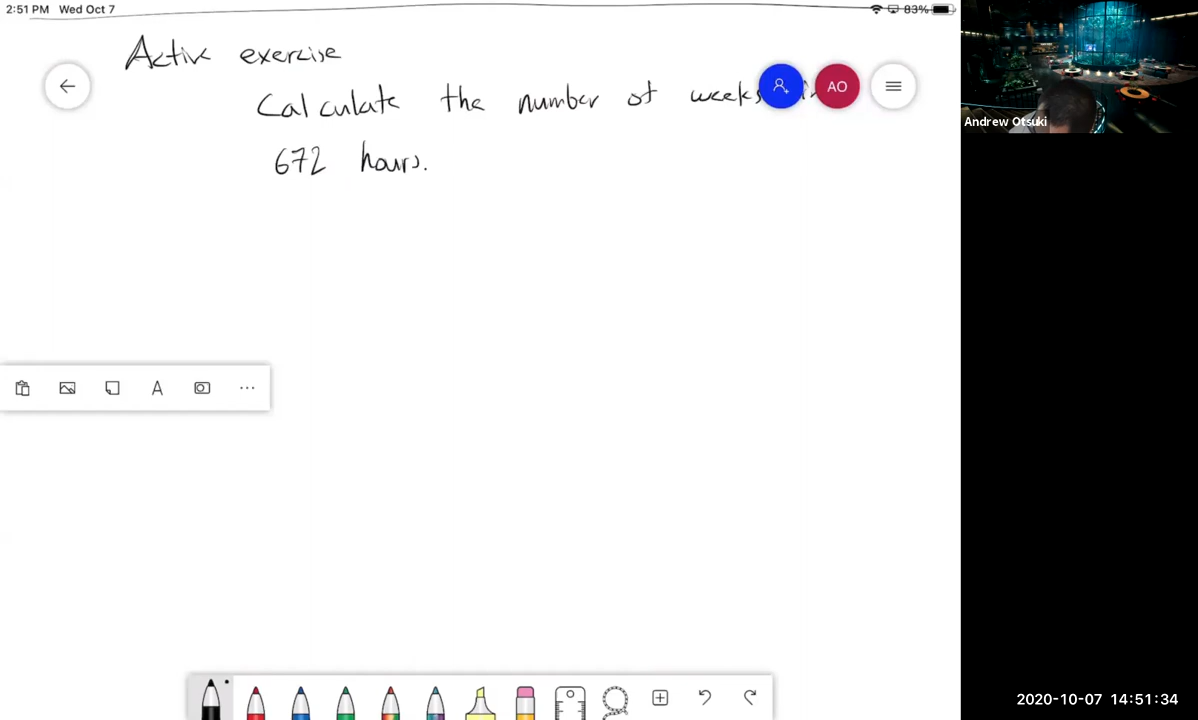 2:51 PM Wed Oct 7
83%
Active exercise
Calculate the number of weeks
AO
672 hours.
A
Andrew Otsuki
2020-10-07 14:51:34